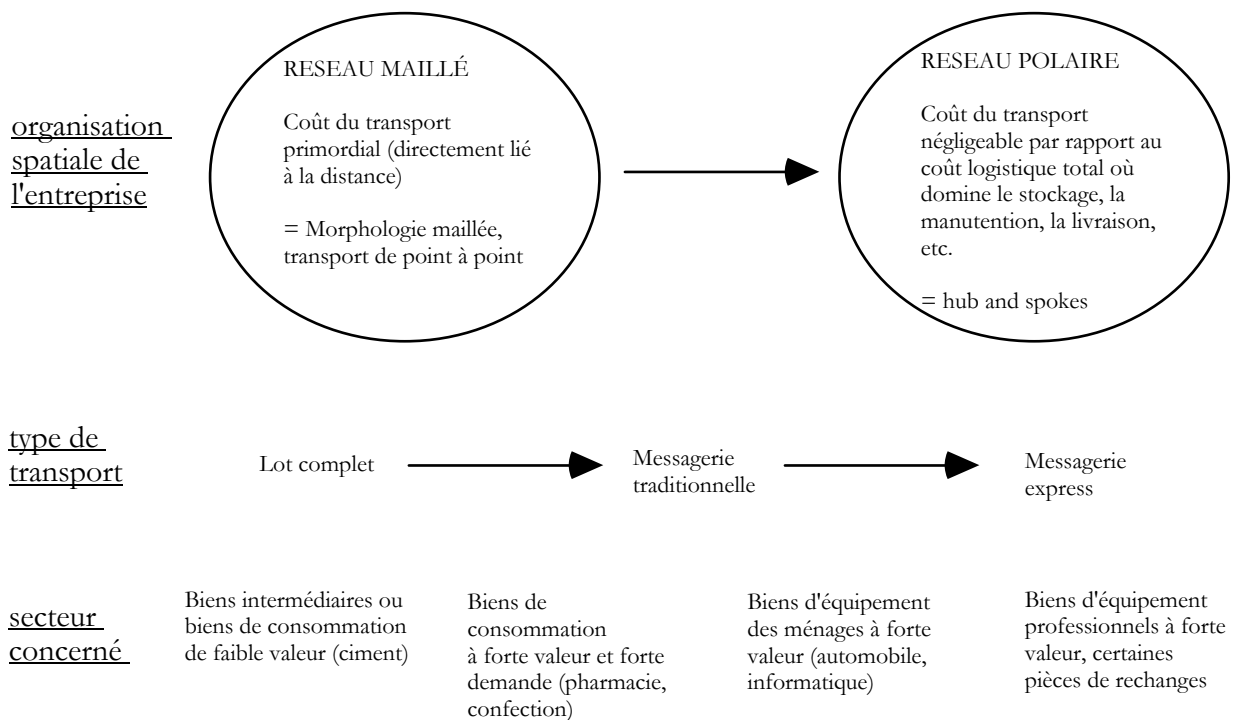 organisation
spatiale de
l'entreprise
RESEAU MAILLÉ
Coût du transport
primordial (directement lié
à la distance)
= Morphologie maillée,
transport de point à point
RESEAU POLAIRE
Coût du transport
négligeable par rapport au
coût logistique total où
domine le stockage, la
manutention, la livraison,
etc.
= hub and spokes
type de
transport
Lot complet
Messagerie
traditionnelle
Messagerie
express
secteur
concerné
Biens intermédiaires ou
biens de consommation
de faible valeur (ciment)
Biens de
consommation
à forte valeur et forte
demande (pharmacie,
confection)
Biens d'équipement
des ménages à forte
valeur (automobile,
informatique)
Biens d'équipement
professionnels à forte
valeur, certaines
pièces de rechanges